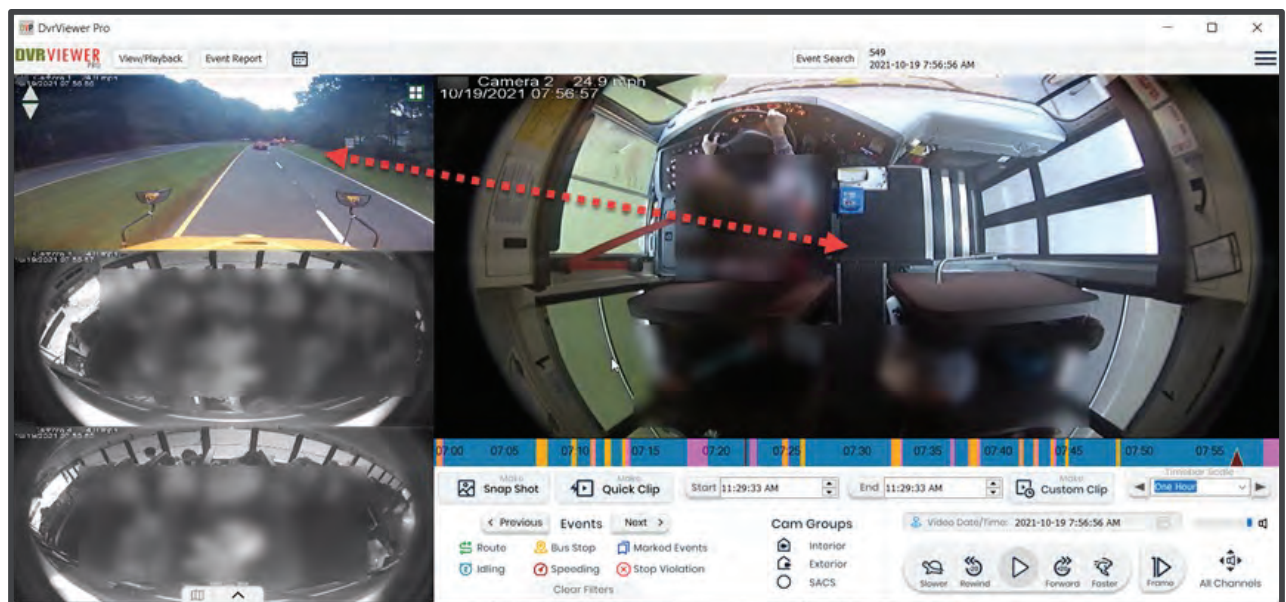 DVP DvrViewer Pro
DVRVIEWER PRO
View/Playback
Event Report
Event Search
549
2021-10-19 7:56:56 AM
Camera 2 24.9 mph
10/19/2021 07:56:57
07:00 07:05 07:10 07:15 07:20 07:25 07:30 07:35 07:40 07:45 07:50 07:55
Make
Snap Shot
Make
Quick Clip
Start 11:29:33 AM
End 11:29:33 AM
Make
Custom Clip
Timebar Scale
One Hour
< Previous Events Next >
Route Bus Stop Marked Events
Idling Speeding Stop Violation
Clear Filters
Cam Groups
Interior
Exterior
SACS
Video Date/Time: 2021-10-19 7:56:56 AM
Slower Rewind Forward Faster Frame All Channels